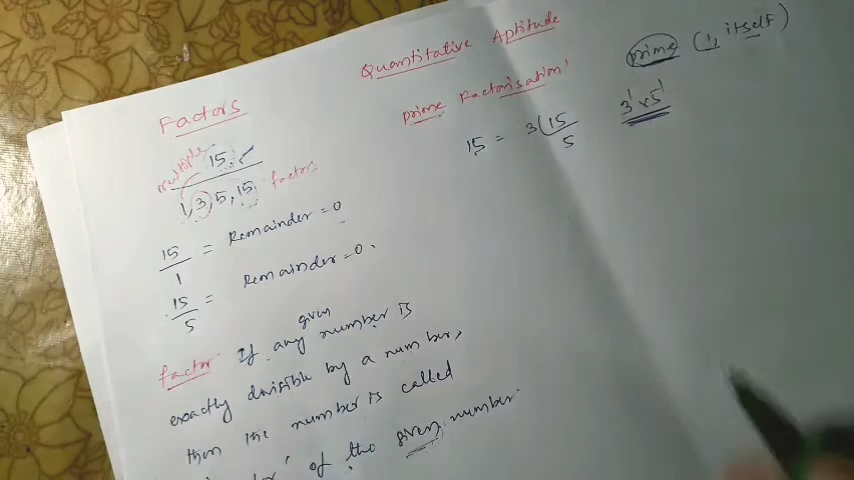 Quantitative Aptitude
Factors
multiple 15 ✓
1, 3, 5, 15 factors
15/1 = Remainder = 0
15/5 = Remainder = 0.
factor: If any given number is
exactly divisible by a number,
then the number is called
of the given number
prime Factorisation
prime (1, itself)
15 = 3(15
5
3¹ × 5¹